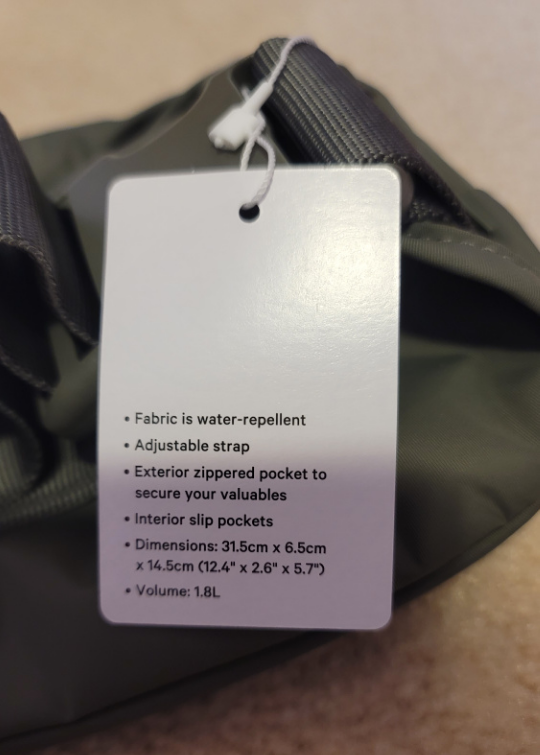 • Fabric is water-repellent
• Adjustable strap
• Exterior zippered pocket to
secure your valuables
• Interior slip pockets
• Dimensions: 31.5cm x 6.5cm
x 14.5cm (12.4" x 2.6" x 5.7")
• Volume: 1.8L